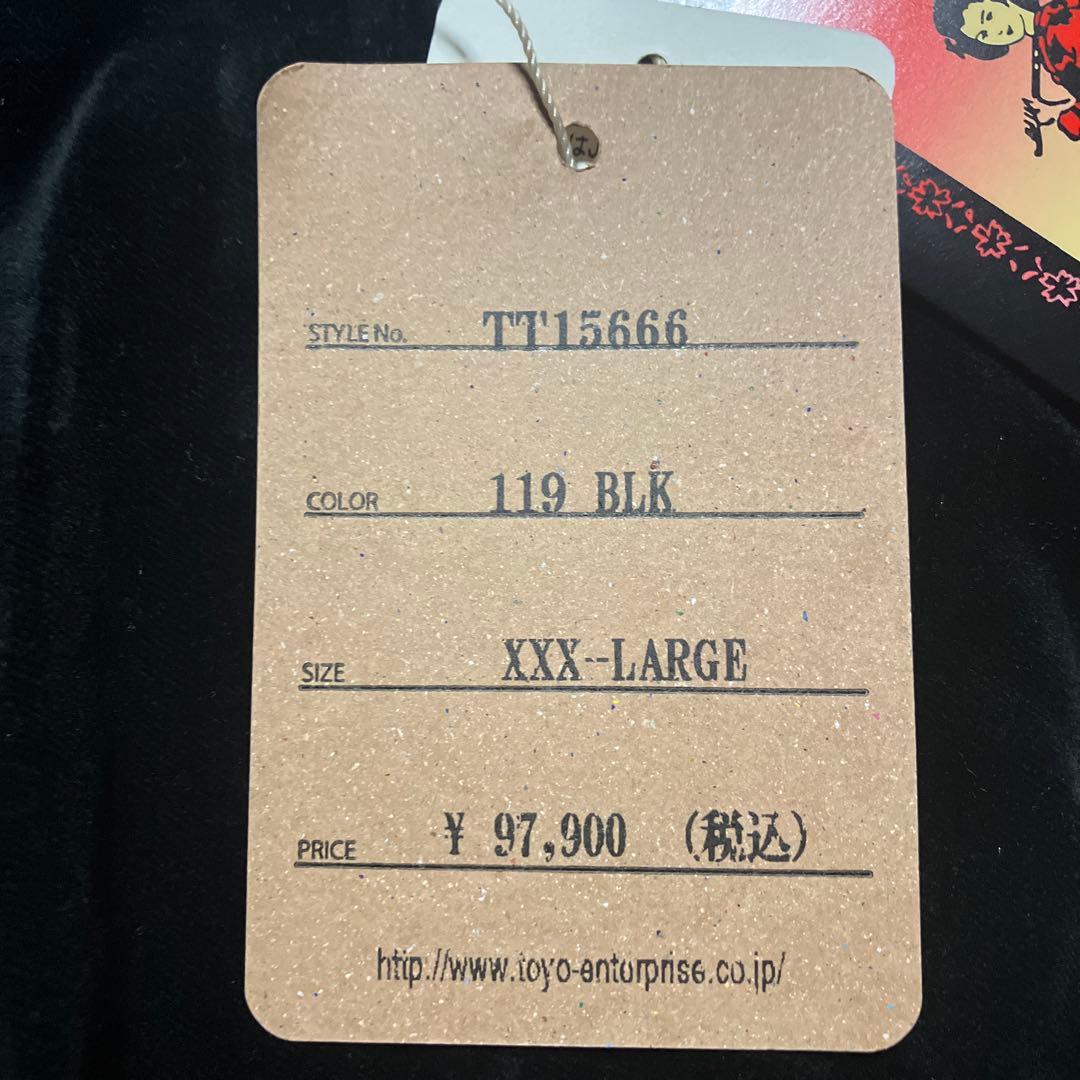 STYLE No. TT15666
COLOR 119 BLK
SIZE XXX--LARGE
PRICE ¥ 97,900 (税込)
http://www.toyo-enterprise.co.jp/